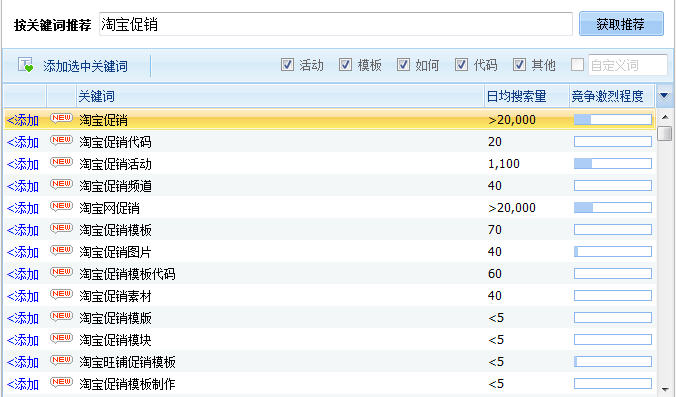 按关键词推荐 淘宝促销 获取推荐
添加选中关键词 活动 模板 如何 代码 其他 自定义词
关键词 日均搜索量 竞争激烈程度
<添加 NEW 淘宝促销 >20,000
<添加 NEW 淘宝促销代码 20
<添加 NEW 淘宝促销活动 1,100
<添加 NEW 淘宝促销频道 40
<添加 NEW 淘宝网促销 >20,000
<添加 NEW 淘宝促销模板 70
<添加 NEW 淘宝促销图片 40
<添加 NEW 淘宝促销模板代码 60
<添加 NEW 淘宝促销素材 40
<添加 NEW 淘宝促销模版 <5
<添加 NEW 淘宝促销模块 <5
<添加 NEW 淘宝旺铺促销模板 <5
<添加 NEW 淘宝促销模板制作 <5